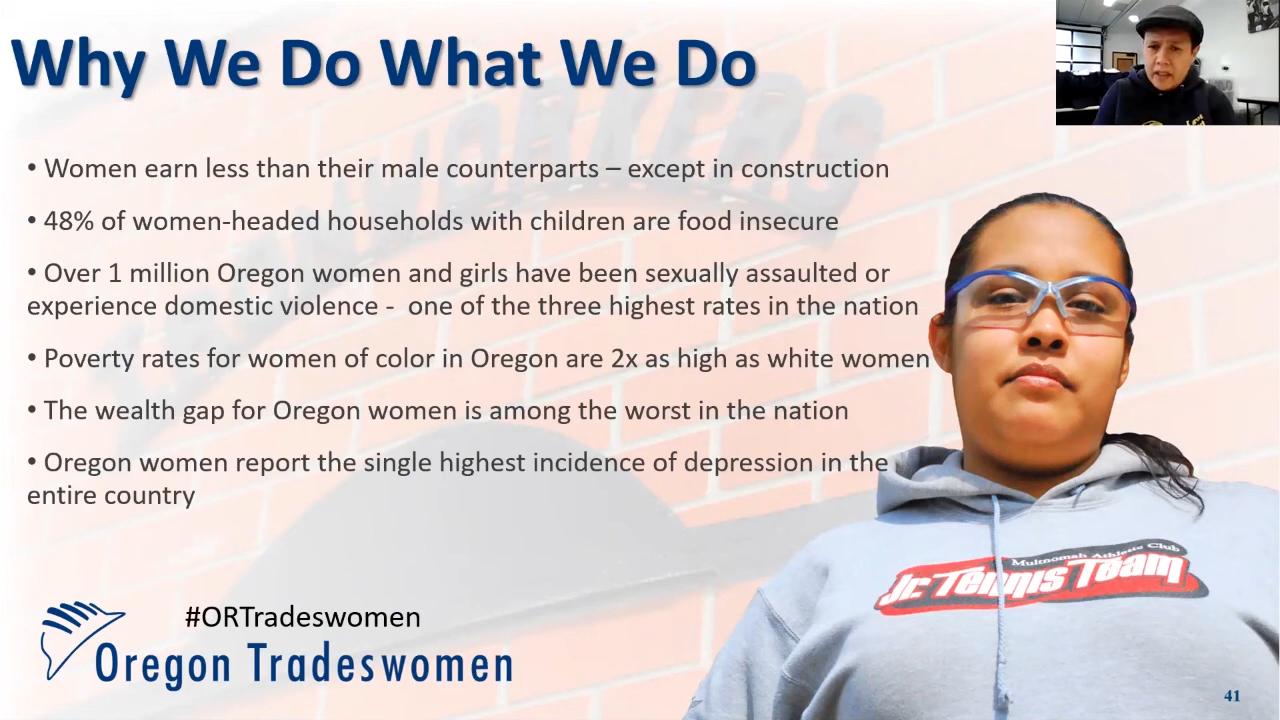 Why We Do What We Do
• Women earn less than their male counterparts – except in construction
• 48% of women-headed households with children are food insecure
• Over 1 million Oregon women and girls have been sexually assaulted or
experience domestic violence -  one of the three highest rates in the nation
• Poverty rates for women of color in Oregon are 2x as high as white women
• The wealth gap for Oregon women is among the worst in the nation
• Oregon women report the single highest incidence of depression in the
entire country
Multnomah Athletic Club
Jr. Tennis Team
#ORTradeswomen
Oregon Tradeswomen
41